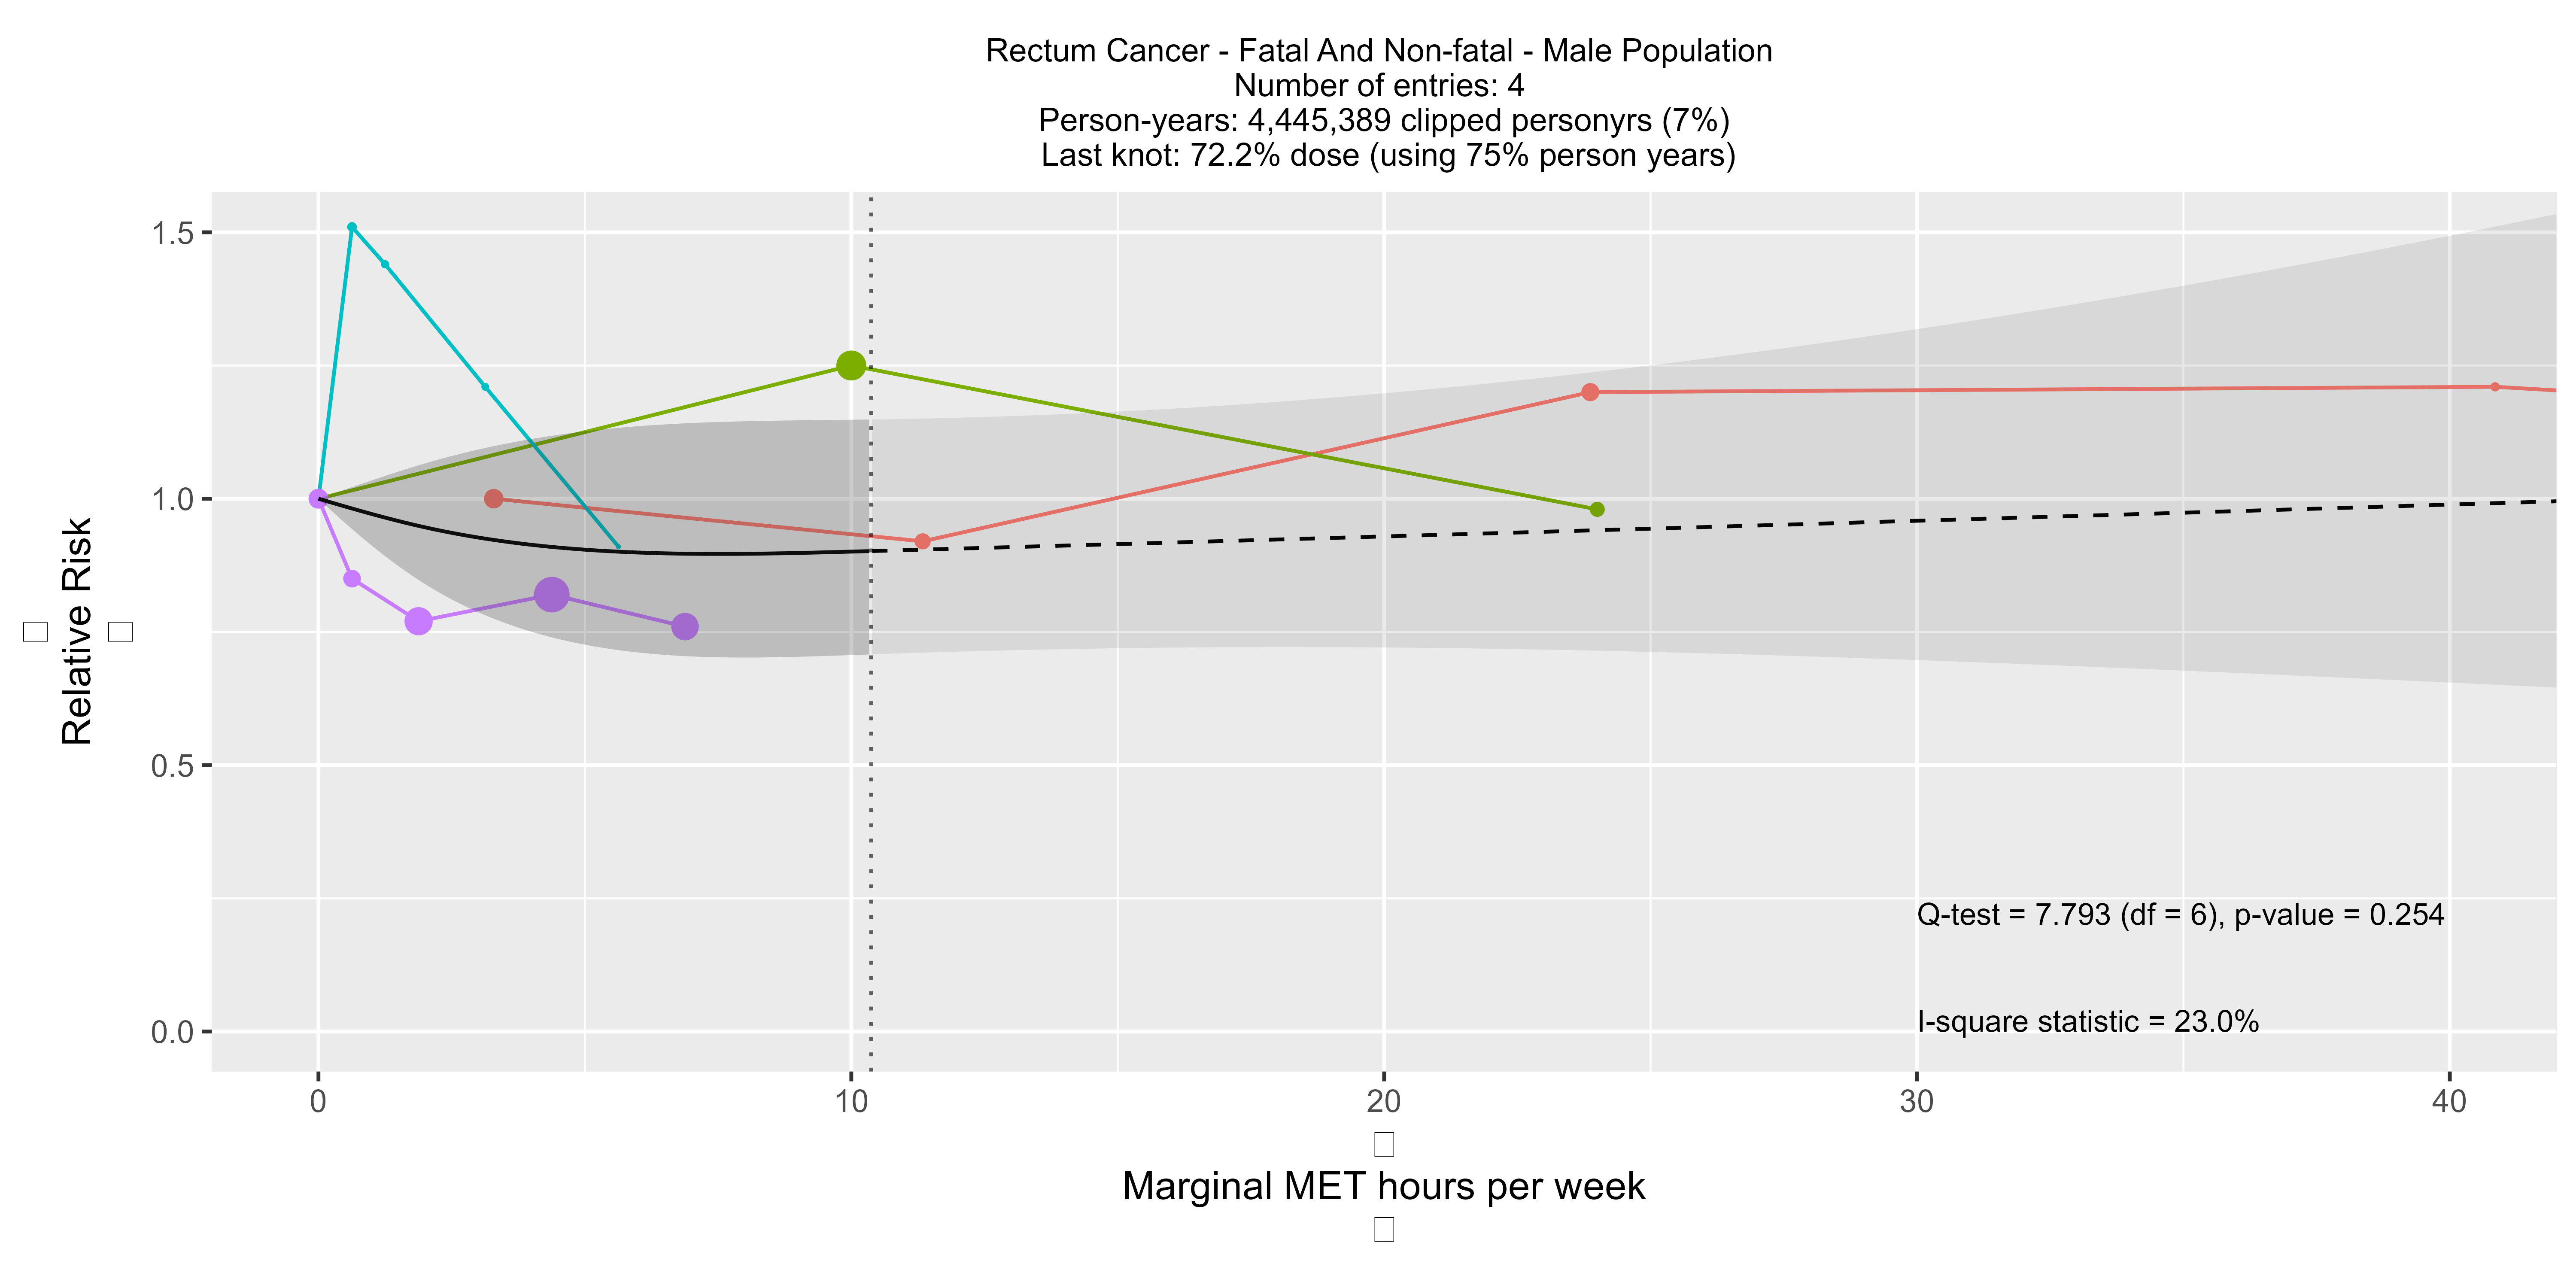 Rectum Cancer - Fatal And Non-fatal - Male Population
Number of entries: 4
Person-years: 4,445,389 clipped personyrs (7%)
Last knot: 72.2% dose (using 75% person years)
1.5
1.0
0.5
0.0
Relative Risk
Q-test = 7.793 (df = 6), p-value = 0.254
I-square statistic = 23.0%
0 10 20 30 40
Marginal MET hours per week